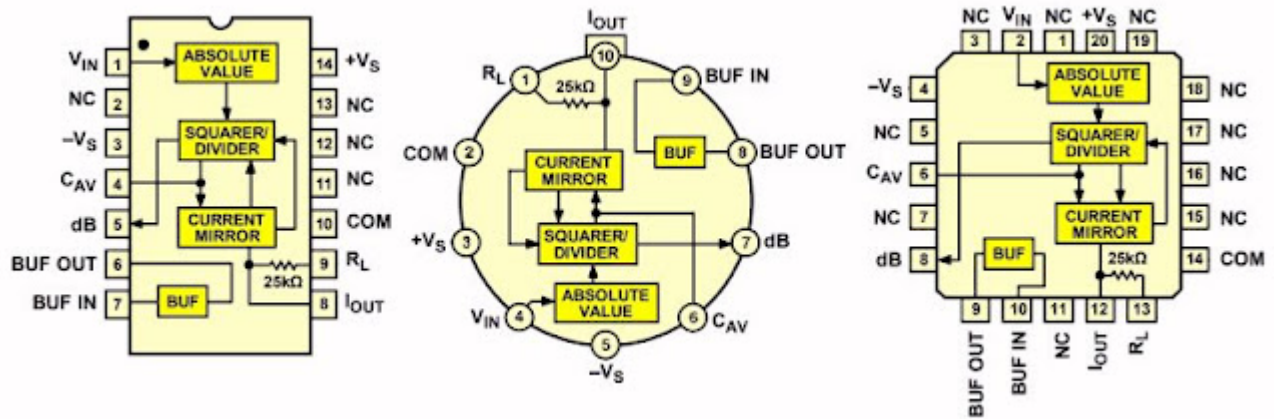 VIN 1 ABSOLUTE VALUE 14 +VS
NC 2 13 NC
–VS 3 SQUARER/ DIVIDER 12 NC
CAV 4 11 NC
dB 5 CURRENT MIRROR 10 COM
BUF OUT 6 25kΩ 9 RL
BUF IN 7 BUF 8 IOUT
IOUT
10
RL 1 25kΩ 9 BUF IN
COM 2 BUF 8 BUF OUT
CURRENT
MIRROR
+VS 3 SQUARER/ DIVIDER 7 dB
VIN 4 ABSOLUTE VALUE 6 CAV
5
–VS
NC VIN NC +VS NC
3 2 1 20 19
–VS 4 ABSOLUTE VALUE 18 NC
NC 5 SQUARER/ DIVIDER 17 NC
CAV 6 16 NC
NC 7 CURRENT MIRROR 15 NC
dB 8 BUF 25kΩ 14 COM
9 10 11 12 13
BUF OUT BUF IN NC IOUT RL